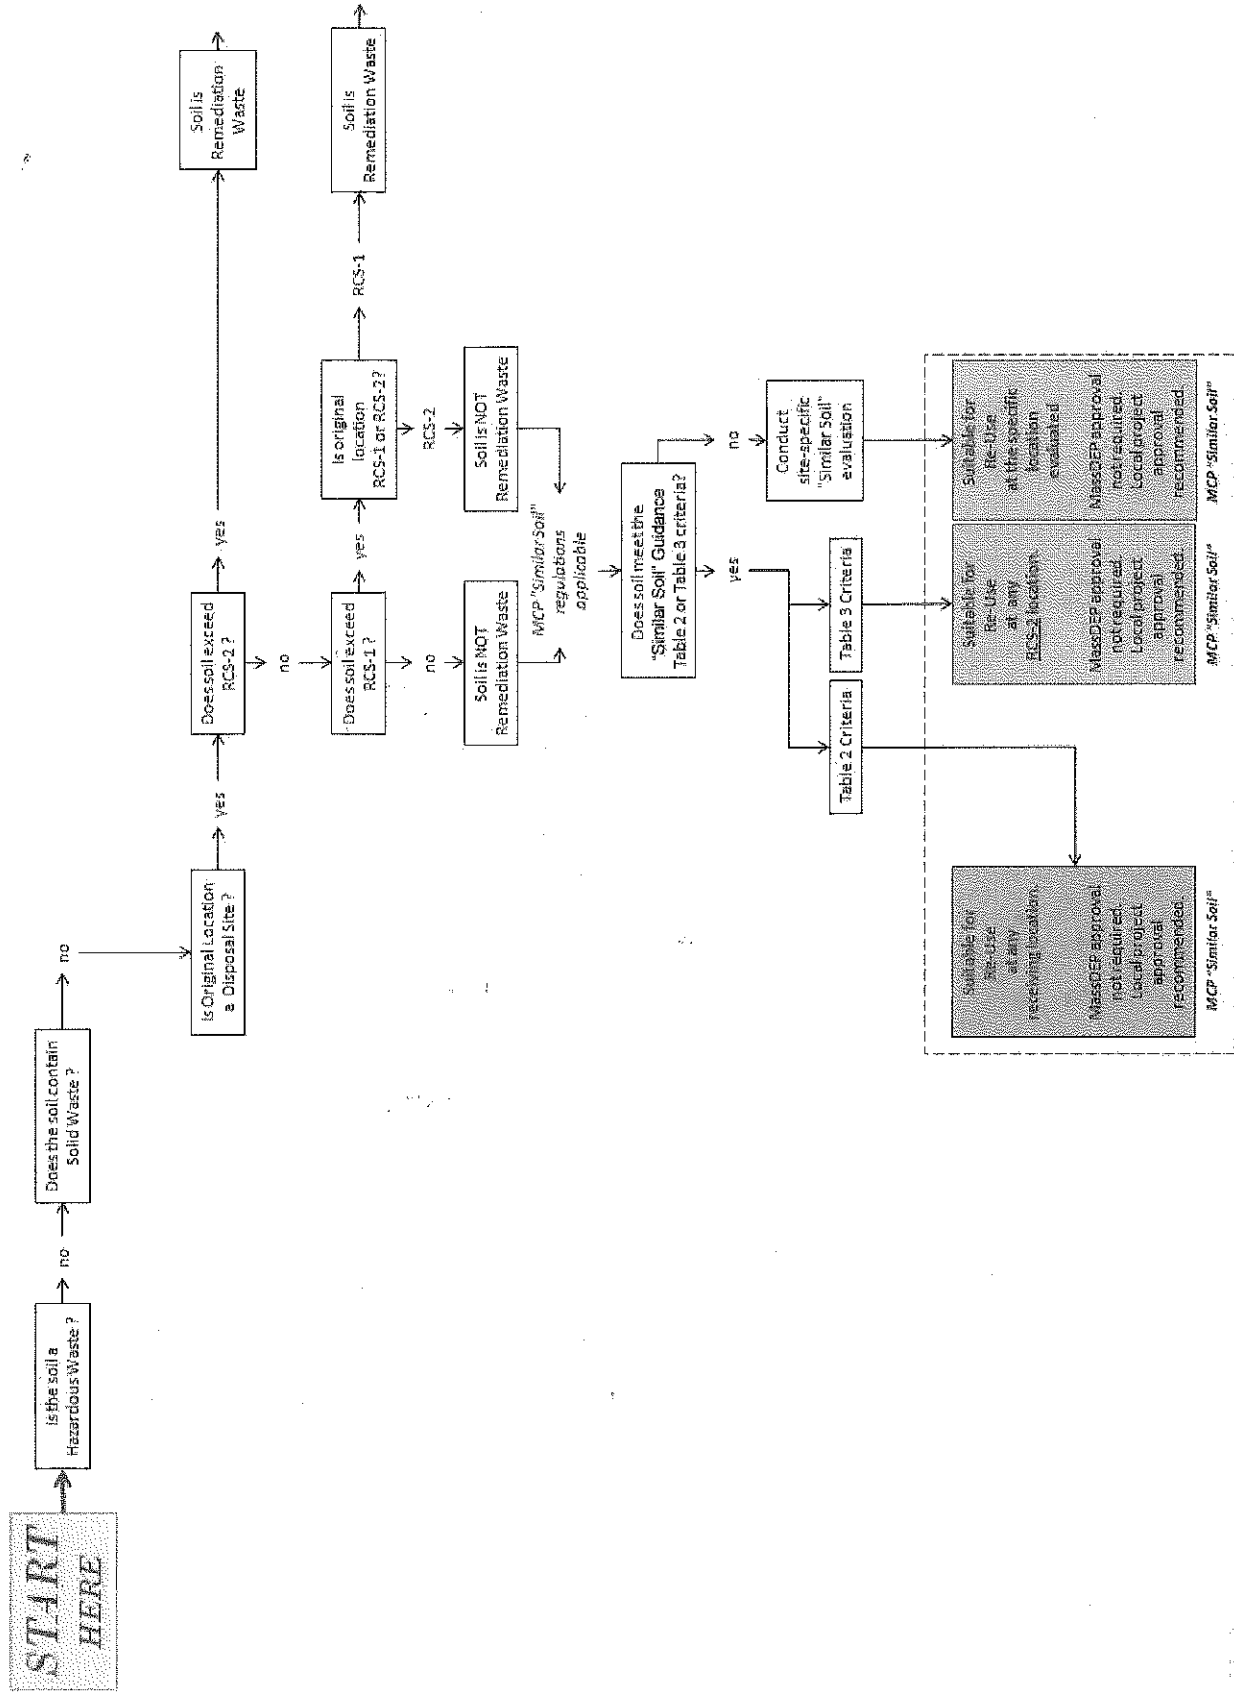 START
HERE
Is the soil a
Hazardous Waste ?
no
Does the soil contain
Solid Waste ?
no
Is Original Location
a Disposal Site ?
yes
Does soil exceed
RCS-2 ?
yes
Soil is
Remediation
Waste
no
Does soil exceed
RCS-1 ?
yes
Is original
location
RCS-1 or RCS-2?
RCS-1
Soil is
Remediation Waste
no
RCS-2
Soil is NOT
Remediation Waste
Soil is NOT
Remediation Waste
MCP "Similar Soil"
regulations
applicable
Does soil meet the
"Similar Soil" Guidance
Table 2 or Table 3 criteria?
yes
no
Conduct
site-specific
"Similar Soil"
evaluation
Table 2 Criteria
Table 3 Criteria
Suitable for
Re-Use
at any
receiving location.
MassDEP approval
not required.
Local project
approval
recommended.
MCP "Similar Soil"
Suitable for
Re-Use
at any
RCS-2 location.
MassDEP approval
not required.
Local project
approval
recommended.
MCP "Similar Soil"
Suitable for
Re-Use
at the specific
location
evaluated
MassDEP approval
not required.
Local project
approval
recommended.
MCP "Similar Soil"